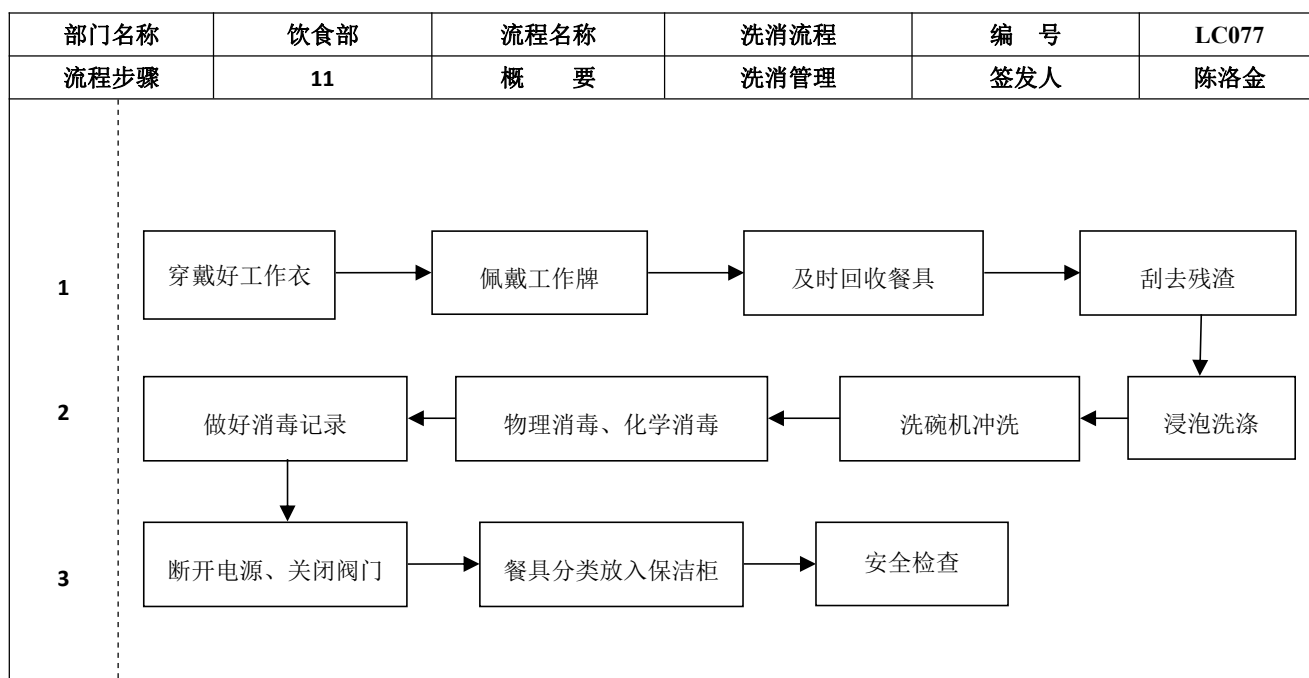 部门名称 饮食部 流程名称 洗消流程 编 号 LC077
流程步骤 11 概 要 洗消管理 签发人 陈洛金
1 穿戴好工作衣 佩戴工作牌 及时回收餐具 刮去残渣
2 做好消毒记录 物理消毒、化学消毒 洗碗机冲洗 浸泡洗涤
3 断开电源、关闭阀门 餐具分类放入保洁柜 安全检查